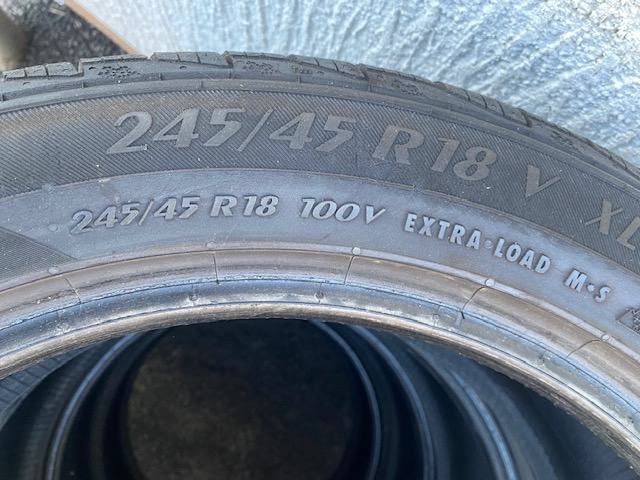 245/45 R18 V XL
245/45 R18 100V EXTRA LOAD M•S